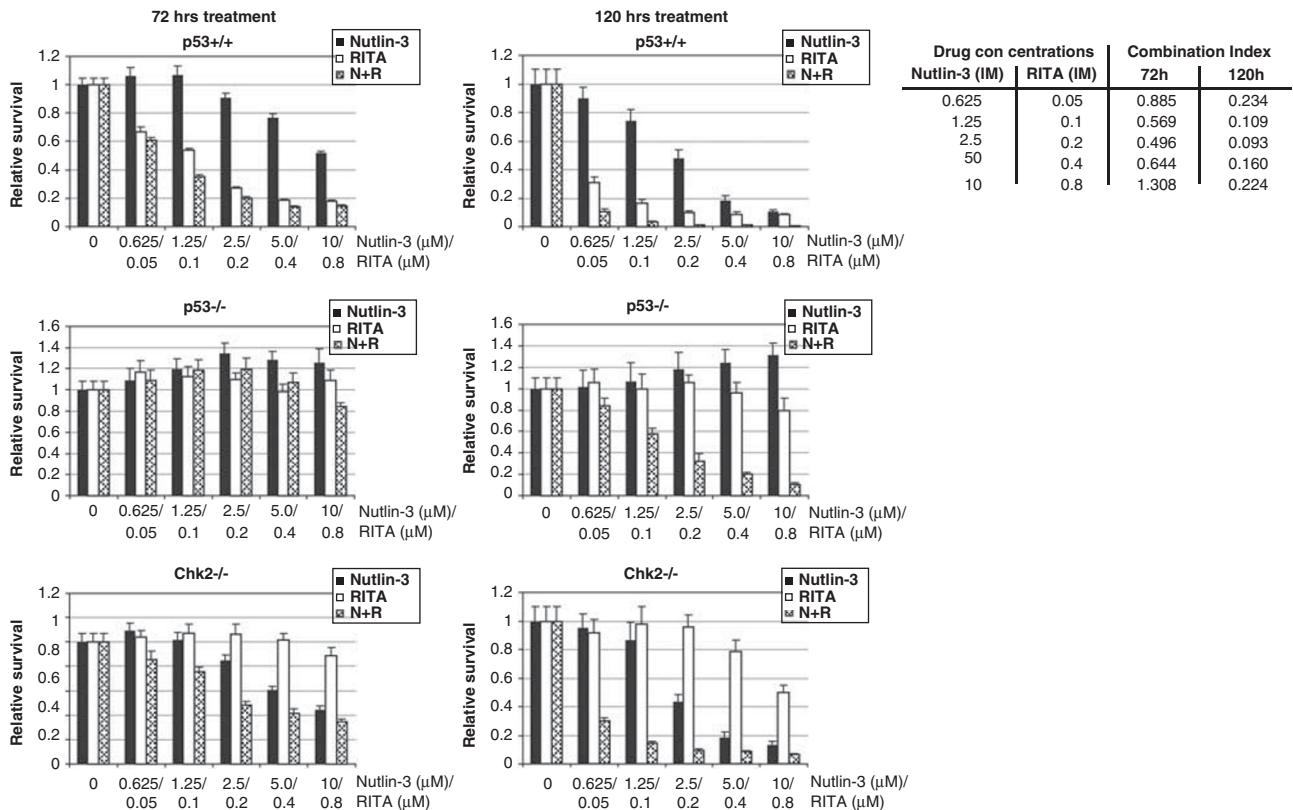 72 hrs treatment
p53+/+
Nutlin-3
RITA
N+R
Relative survival
1.2
1
0.8
0.6
0.4
0.2
0
0 0.625/ 1.25/ 2.5/ 5.0/ 10/ Nutlin-3 (µM)/
0.05 0.1 0.2 0.4 0.8 RITA (µM)
120 hrs treatment
p53+/+
Nutlin-3
RITA
N+R
Relative survival
1.2
1
0.8
0.6
0.4
0.2
0
0 0.625/ 1.25/ 2.5/ 5.0/ 10/ Nutlin-3 (µM)/
0.05 0.1 0.2 0.4 0.8 RITA (µM)
Drug con centrations Combination Index
Nutlin-3 (IM) RITA (IM) 72h 120h
0.625 0.05 0.885 0.234
1.25 0.1 0.569 0.109
2.5 0.2 0.496 0.093
50 0.4 0.644 0.160
10 0.8 1.308 0.224
p53-/-
Nutlin-3
RITA
N+R
Relative survival
1.6
1.4
1.2
1
0.8
0.6
0.4
0.2
0
0 0.625/ 1.25/ 2.5/ 5.0/ 10/ Nutlin-3 (µM)/
0.05 0.1 0.2 0.4 0.8 RITA (µM)
p53-/-
Nutlin-3
RITA
N+R
Relative survival
1.6
1.4
1.2
1
0.8
0.6
0.4
0.2
0
0 0.625/ 1.25/ 2.5/ 5.0/ 10/ Nutlin-3 (µM)/
0.05 0.1 0.2 0.4 0.8 RITA (µM)
Chk2-/-
Nutlin-3
RITA
N+R
Relative survival
1.2
1
0.8
0.6
0.4
0.2
0
0 0.625/ 1.25/ 2.5/ 5.0/ 10/ Nutlin-3 (µM)/
0.05 0.1 0.2 0.4 0.8 RITA (µM)
Chk2-/-
Nutlin-3
RITA
N+R
Relative survival
1.2
1
0.8
0.6
0.4
0.2
0
0 0.625/ 1.25/ 2.5/ 5.0/ 10/ Nutlin-3 (µM)/
0.05 0.1 0.2 0.4 0.8 RITA (µM)